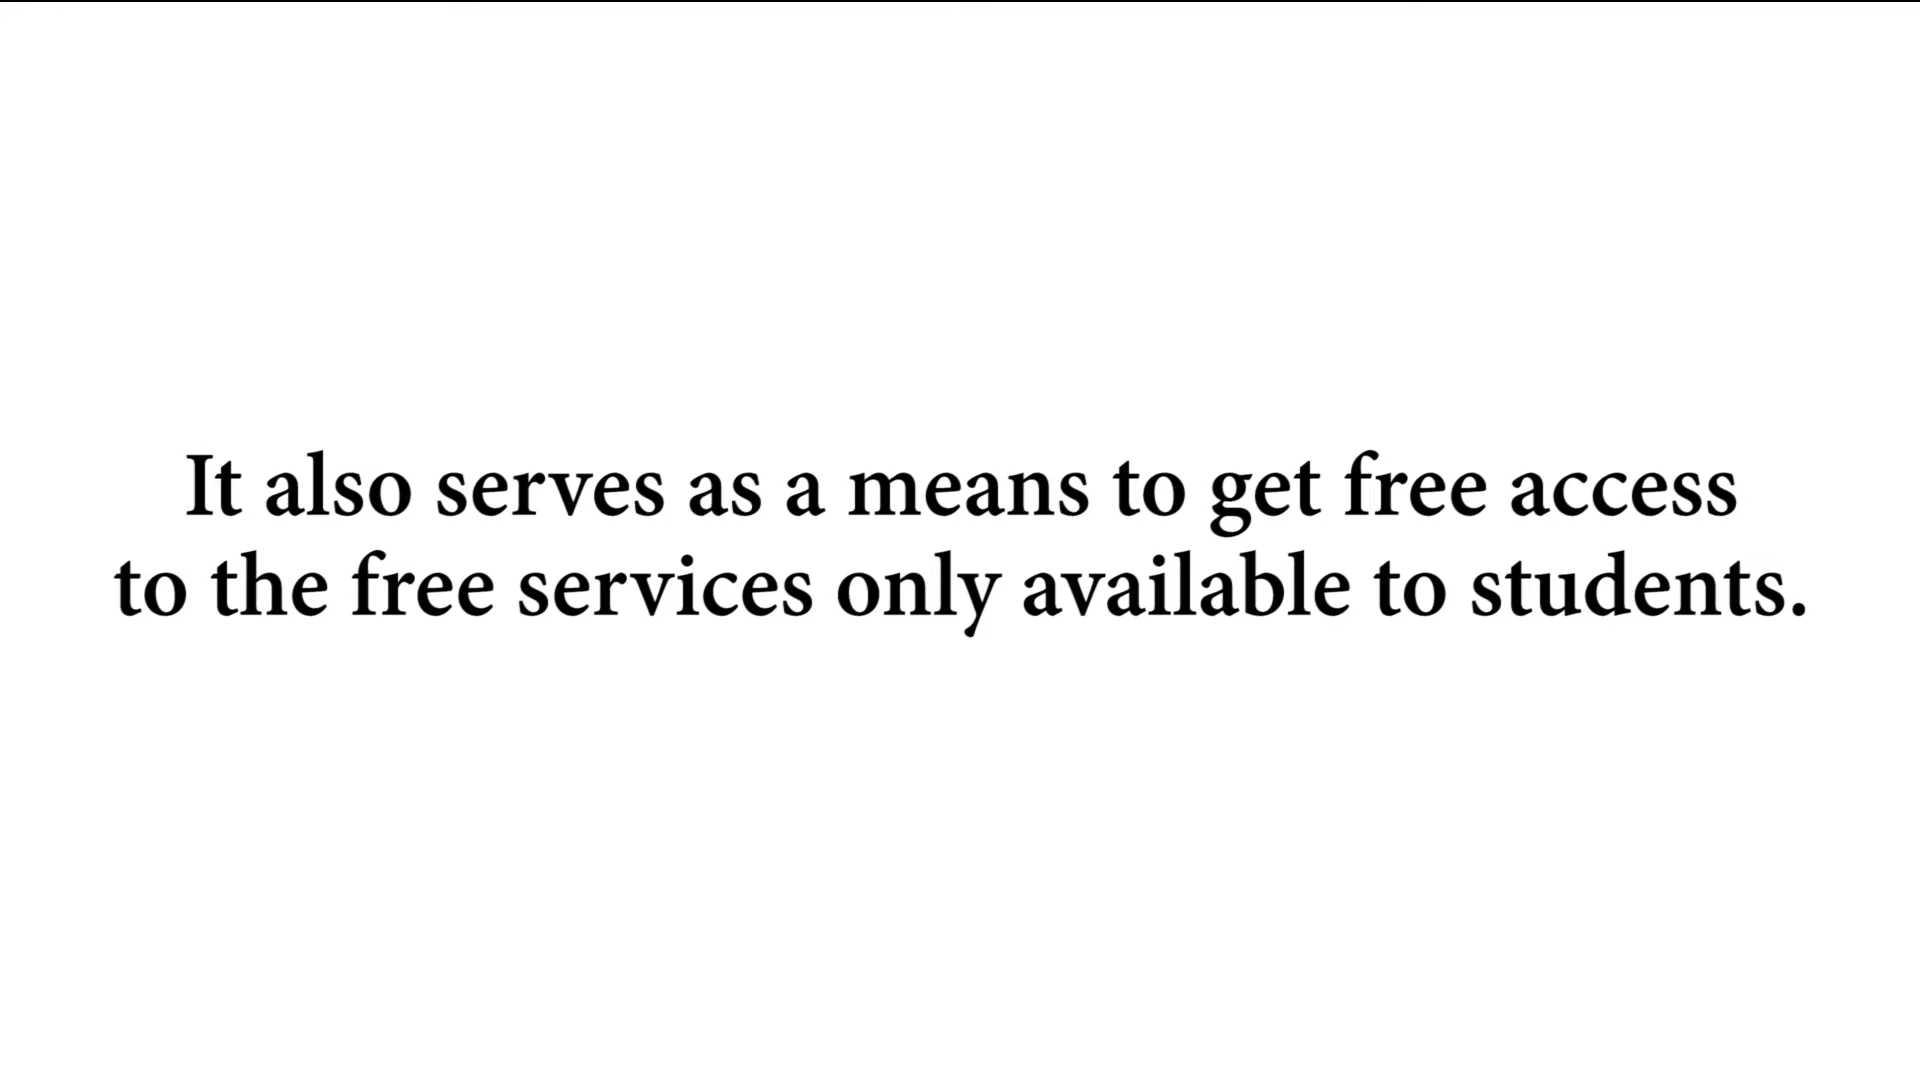 It also serves as a means to get free access
to the free services only available to students.